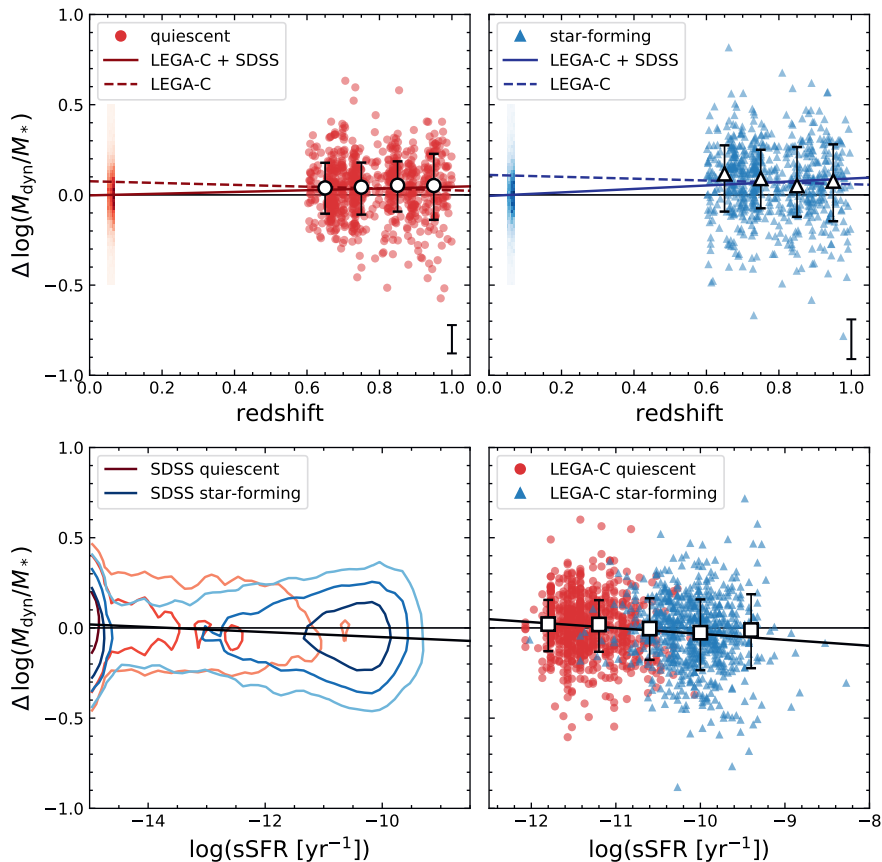 1.0
0.5
0.0
−0.5
−1.0
Δ log(M_dyn/M_*)
quiescent
LEGA-C + SDSS
LEGA-C
0.0 0.2 0.4 0.6 0.8 1.0
redshift
star-forming
LEGA-C + SDSS
LEGA-C
0.0 0.2 0.4 0.6 0.8 1.0
redshift
1.0
0.5
0.0
−0.5
−1.0
Δ log(M_dyn/M_*)
SDSS quiescent
SDSS star-forming
−14 −12 −10
log(sSFR [yr⁻¹])
LEGA-C quiescent
LEGA-C star-forming
−12 −11 −10 −9 −8
log(sSFR [yr⁻¹])